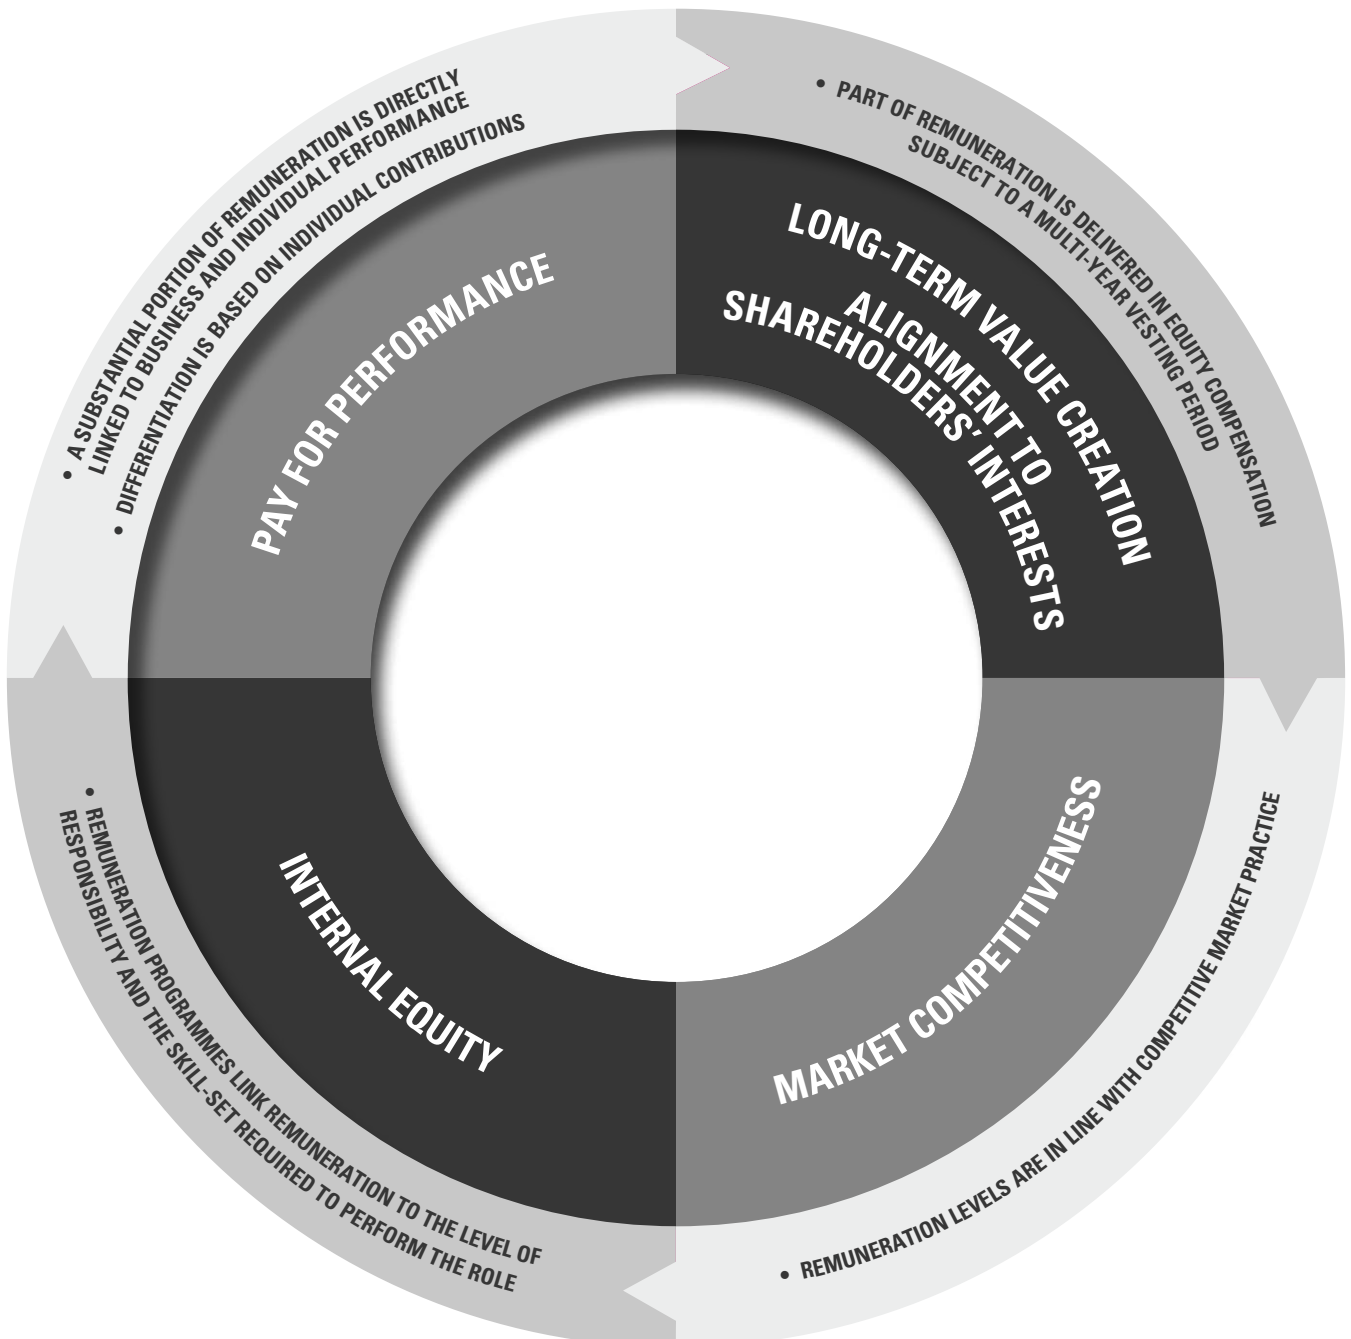 • A SUBSTANTIAL PORTION OF REMUNERATION IS DIRECTLY
LINKED TO BUSINESS AND INDIVIDUAL PERFORMANCE
• DIFFERENTIATION IS BASED ON INDIVIDUAL CONTRIBUTIONS
PAY FOR PERFORMANCE
• PART OF REMUNERATION IS DELIVERED IN EQUITY COMPENSATION
SUBJECT TO A MULTI-YEAR VESTING PERIOD
LONG-TERM VALUE CREATION
ALIGNMENT TO
SHAREHOLDERS’ INTERESTS
MARKET COMPETITIVENESS
• REMUNERATION LEVELS ARE IN LINE WITH COMPETITIVE MARKET PRACTICE
INTERNAL EQUITY
• REMUNERATION PROGRAMMES LINK REMUNERATION TO THE LEVEL OF
RESPONSIBILITY AND THE SKILL-SET REQUIRED TO PERFORM THE ROLE